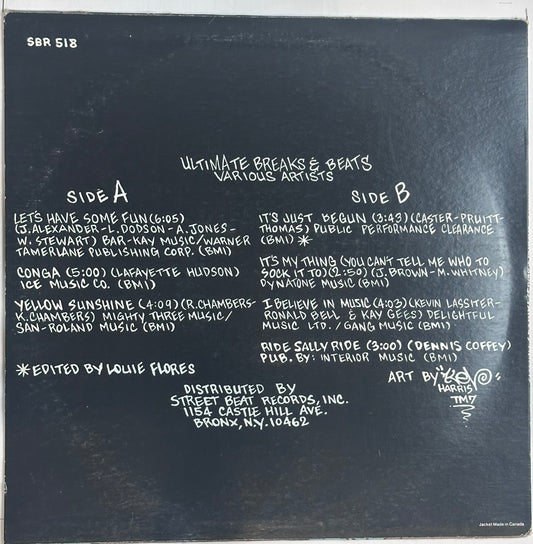 SBR 518
ULTIMATE BREAKS & BEATS
VARIOUS ARTISTS
SIDE A
LET'S HAVE SOME FUN (6:05)
(J. ALEXANDER-L. DODSON-A. JONES-
W. STEWART) BAR-KAY MUSIC/WARNER
TAMERLANE PUBLISHING CORP. (BMI)
CONGA (5:00) (LAFAYETTE HUDSON)
ICE MUSIC CO. (BMI)
YELLOW SUNSHINE (4:09) (R. CHAMBERS-
K. CHAMBERS) MIGHTY THREE MUSIC/
SAN-ROLAND MUSIC (BMI)
*EDITED BY LOUIE FLORES
SIDE B
IT'S JUST BEGUN (3:43) (CASTER-PRUITT-
THOMAS) PUBLIC PERFORMANCE CLEARANCE
(BMI) *
IT'S MY THING (YOU CAN'T TELL ME WHO TO
SOCK IT TO) (2:50) (J. BROWN-M. WHITNEY)
DYNATONE MUSIC (BMI)
I BELIEVE IN MUSIC (4:03) (KEVIN LASSITER-
RONALD BELL & KAY GEES) DELIGHTFUL
MUSIC LTD. / GANG MUSIC (BMI)
RIDE SALLY RIDE (3:00) (DENNIS COFFEY)
PUB. BY: INTERIOR MUSIC (BMI)
ART BY "KEV"
HARRIS
TM7
DISTRIBUTED BY
STREET BEAT RECORDS, INC.
1154 CASTLE HILL AVE.
BRONX, N.Y. 10462
Jacket Made in Canada